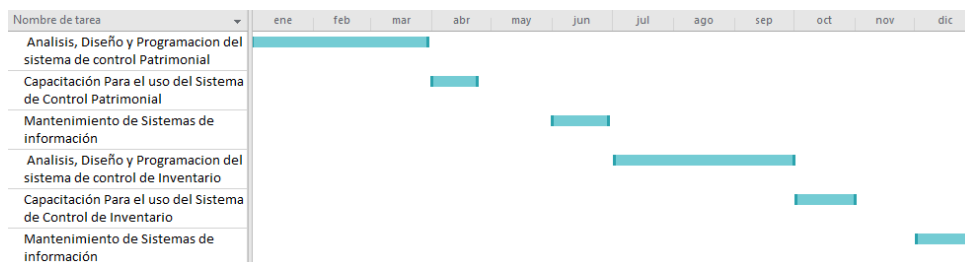 Nombre de tarea ene feb mar abr may jun jul ago sep oct nov dic
Analisis, Diseño y Programacion del
sistema de control Patrimonial
Capacitación Para el uso del Sistema
de Control Patrimonial
Mantenimiento de Sistemas de
información
Analisis, Diseño y Programacion del
sistema de control de Inventario
Capacitación Para el uso del Sistema
de Control de Inventario
Mantenimiento de Sistemas de
información